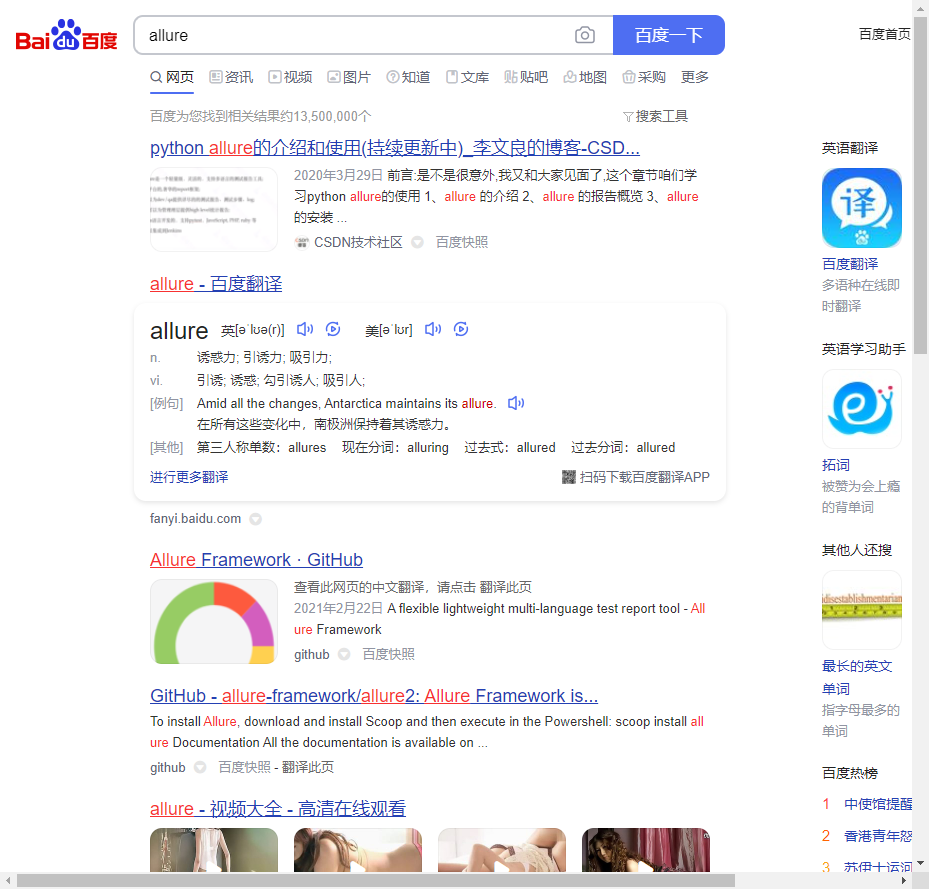 Bai du 百度
allure
百度一下
百度首页
网页 资讯 视频 图片 知道 文库 贴吧 地图 采购 更多
百度为您找到相关结果约13,500,000个
搜索工具
python allure的介绍和使用(持续更新中)_李文良的博客-CSD...
2020年3月29日 前言:是不是很意外,我又和大家见面了,这个章节咱们学
习python allure的使用 1、allure 的介绍 2、allure 的报告概览 3、allure
的安装 ...
CSDN技术社区 百度快照
allure - 百度翻译
allure 英[əˈlʊə(r)] 美[əˈlʊr]
n. 诱惑力; 引诱力; 吸引力;
vi. 引诱; 诱惑; 勾引诱人; 吸引人;
[例句] Amid all the changes, Antarctica maintains its allure.
在所有这些变化中，南极洲保持着其诱惑力。
[其他] 第三人称单数：allures 现在分词：alluring 过去式：allured 过去分词：allured
进行更多翻译
扫码下载百度翻译APP
fanyi.baidu.com
Allure Framework · GitHub
查看此网页的中文翻译，请点击 翻译此页
2021年2月22日 A flexible lightweight multi-language test report tool - All
ure Framework
github 百度快照
GitHub - allure-framework/allure2: Allure Framework is...
To install Allure, download and install Scoop and then execute in the Powershell: scoop install all
ure Documentation All the documentation is available on ...
github 百度快照 - 翻译此页
allure - 视频大全 - 高清在线观看
英语翻译
译
百度翻译
多语种在线即
时翻译
英语学习助手
拓词
被赞为会上瘾
的背单词
其他人还搜
disestablishmentarian
最长的英文
单词
指字母最多的
单词
百度热榜
1 中使馆提醒
2 香港青年怒
3 苏伊士运河